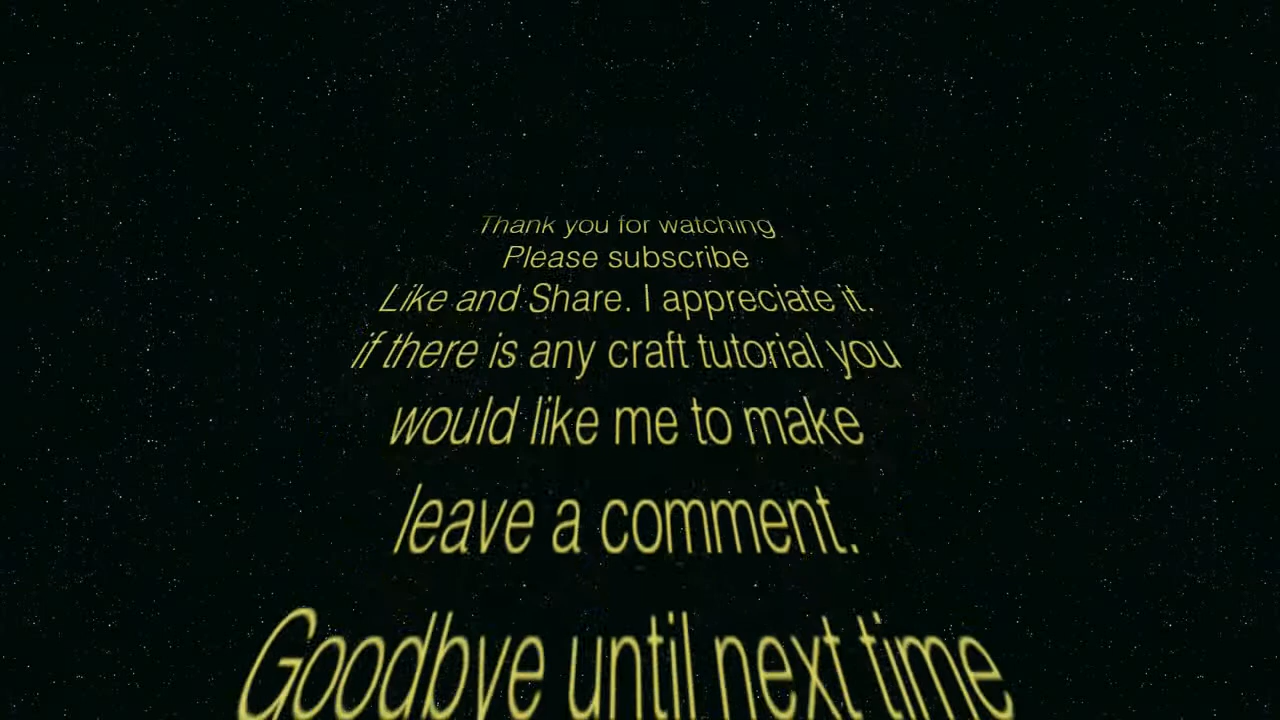 Thank you for watching
Please subscribe
Like and Share. I appreciate it.
if there is any craft tutorial you
would like me to make
leave a comment.
Goodbye until next time